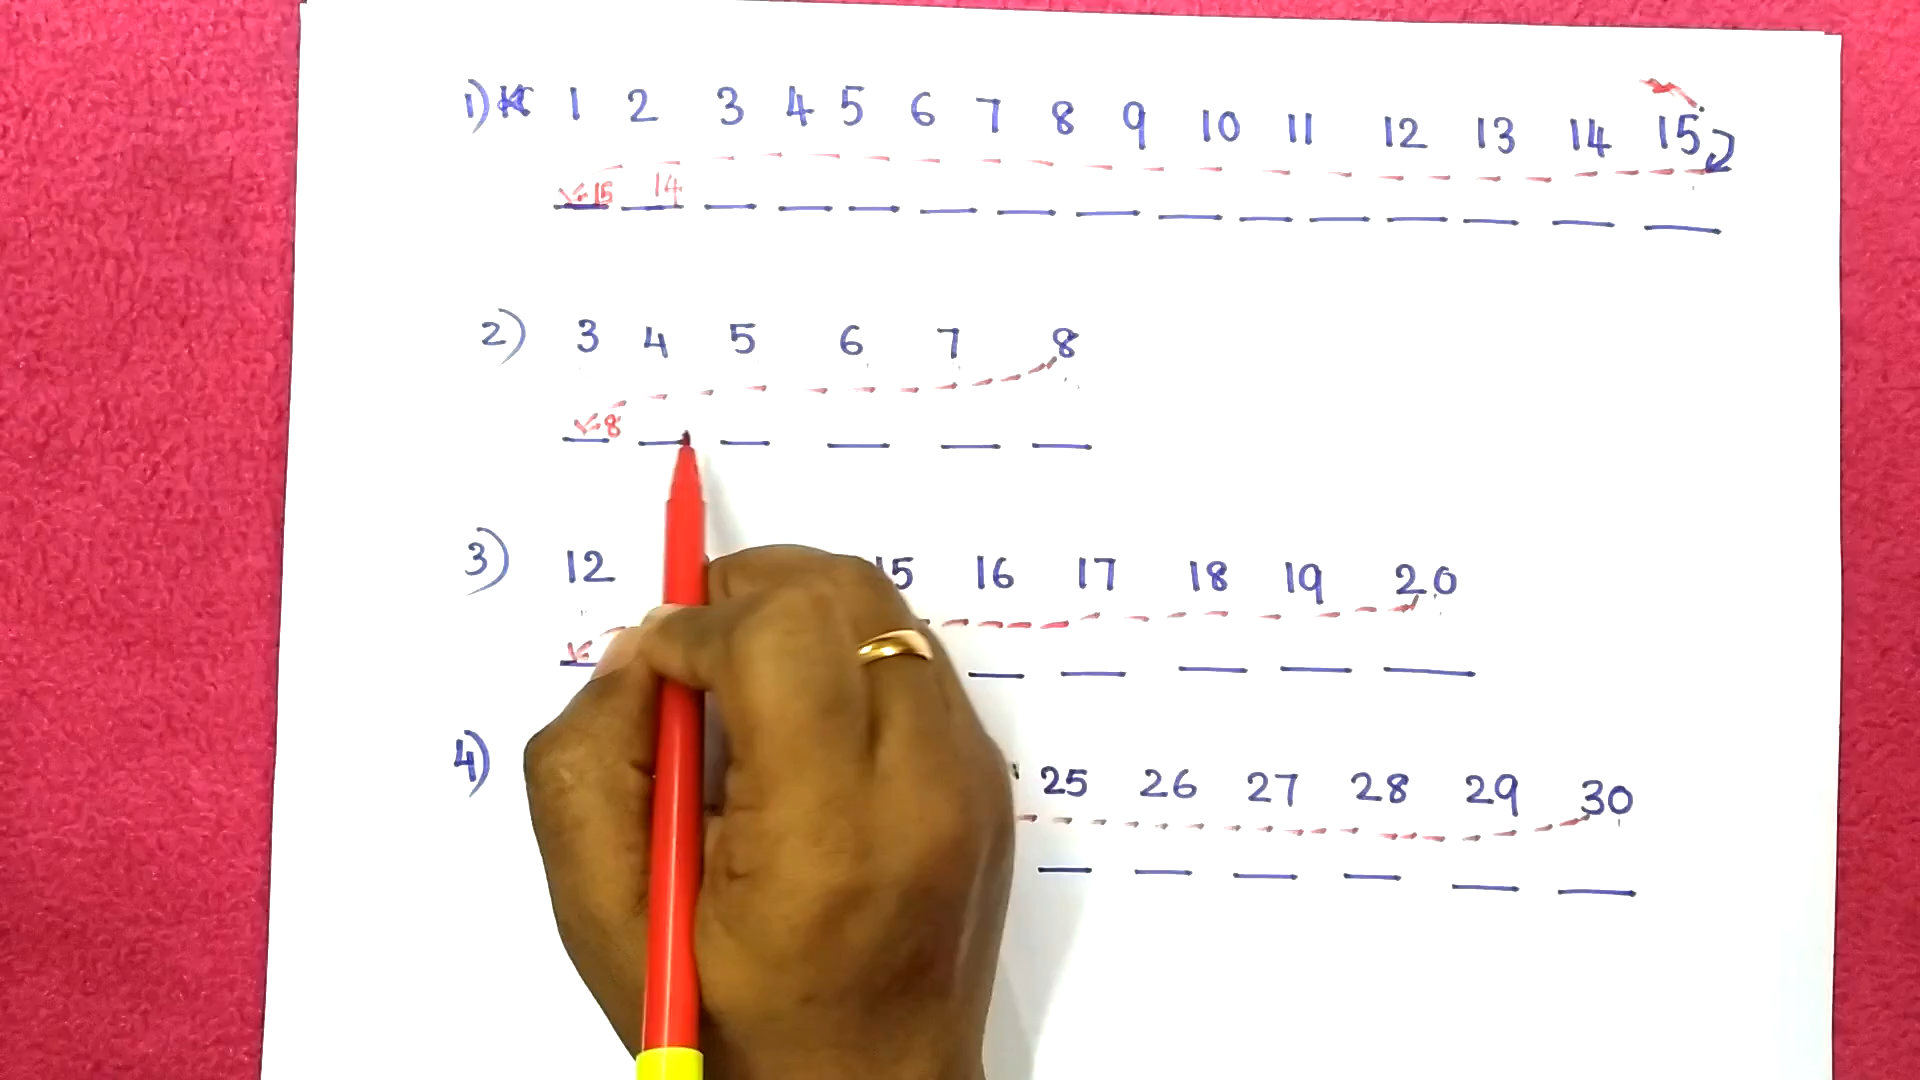 1) 1 2 3 4 5 6 7 8 9 10 11 12 13 14 15
15 14
2) 3 4 5 6 7 8
8
3) 12 15 16 17 18 19 20
4) 25 26 27 28 29 30